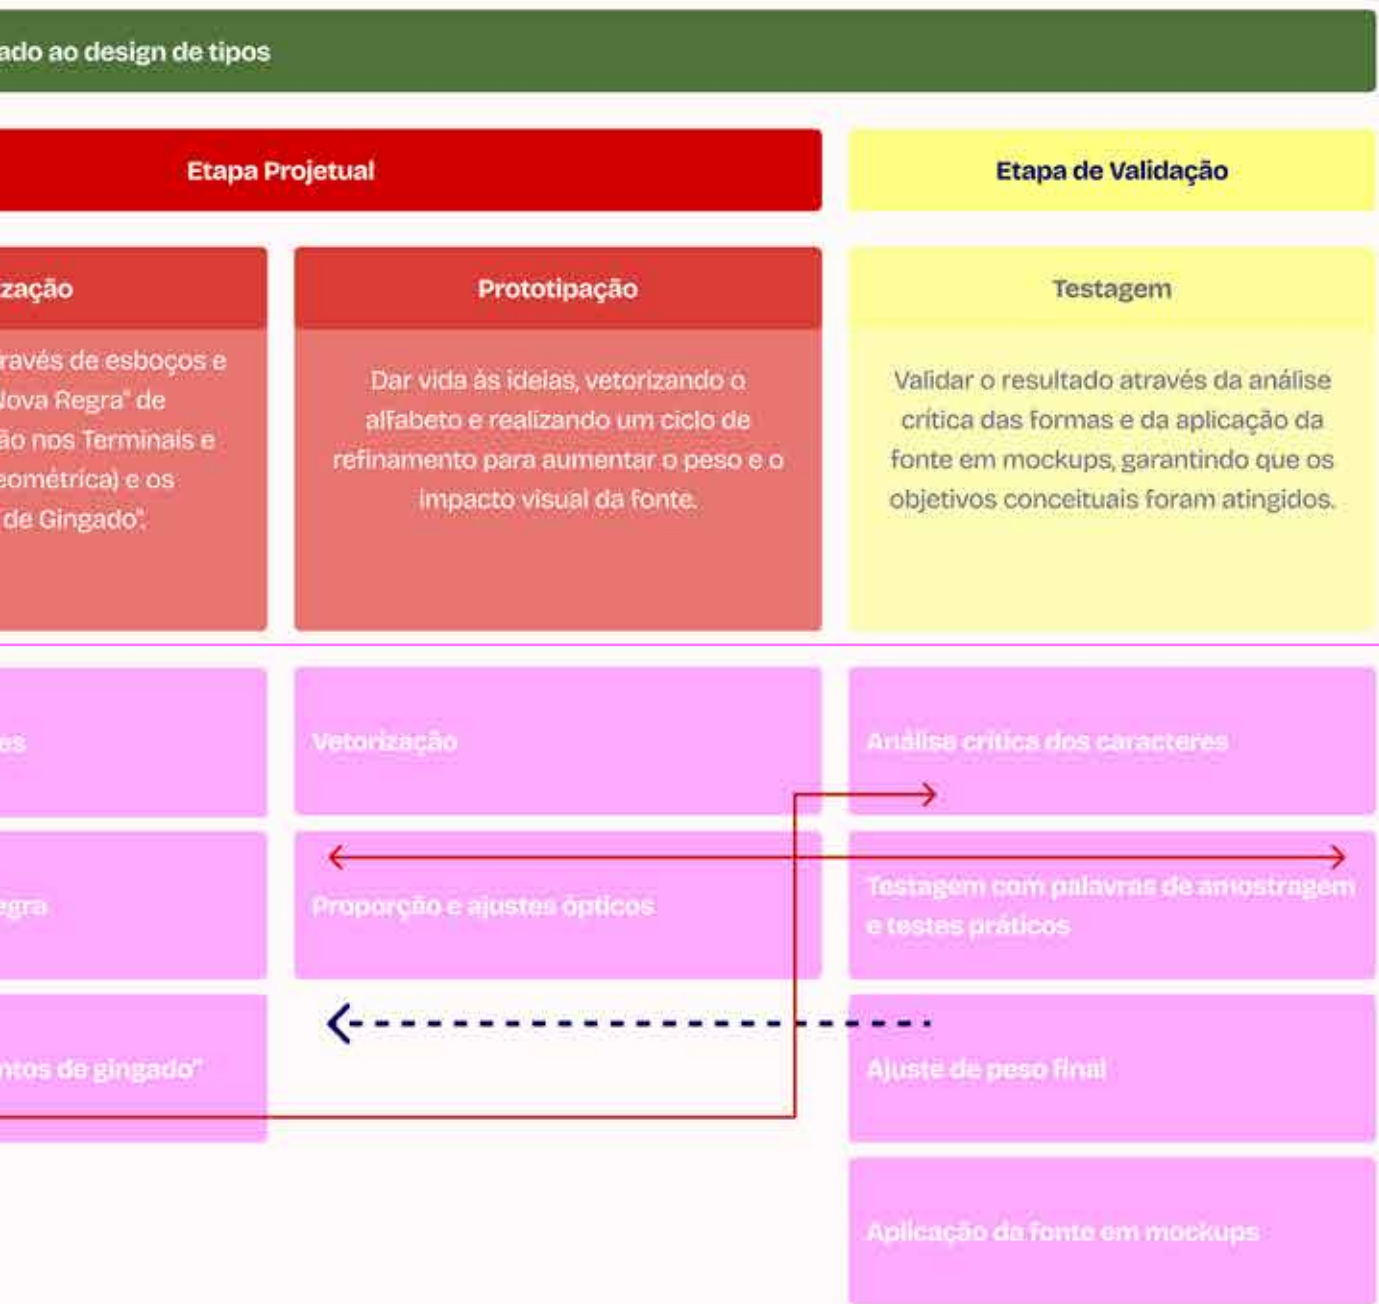 ado ao design de tipos
Etapa Projetual
Etapa de Validação
zação
ravés de esboços e
Nova Regra" de
ão nos Terminais e
eométrica) e os
de Gingado".
Prototipação
Dar vida às ideias, vetorizando o
alfabeto e realizando um ciclo de
refinamento para aumentar o peso e o
impacto visual da fonte.
Testagem
Validar o resultado através da análise
crítica das formas e da aplicação da
fonte em mockups, garantindo que os
objetivos conceituais foram atingidos.
es
Vetorização
Análise crítica dos caracteres
egra
Proporção e ajustes ópticos
Testagem com palavras de amostragem
e testes práticos
ntos de gingado"
Ajuste de peso final
Aplicação da fonte em mockups